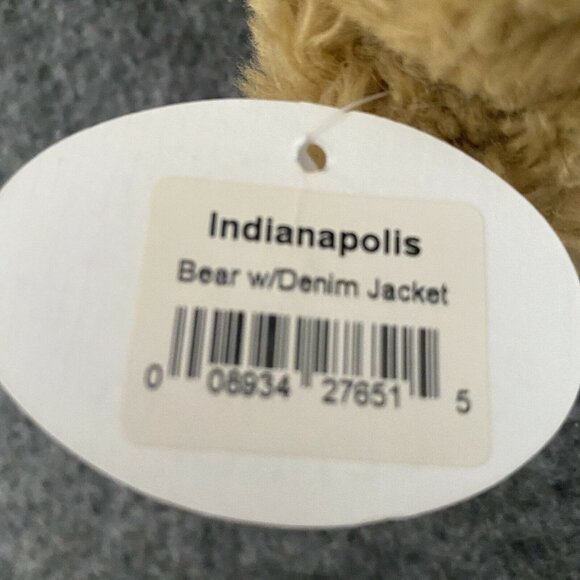 Indianapolis
Bear w/Denim Jacket
0 08934 27651 5